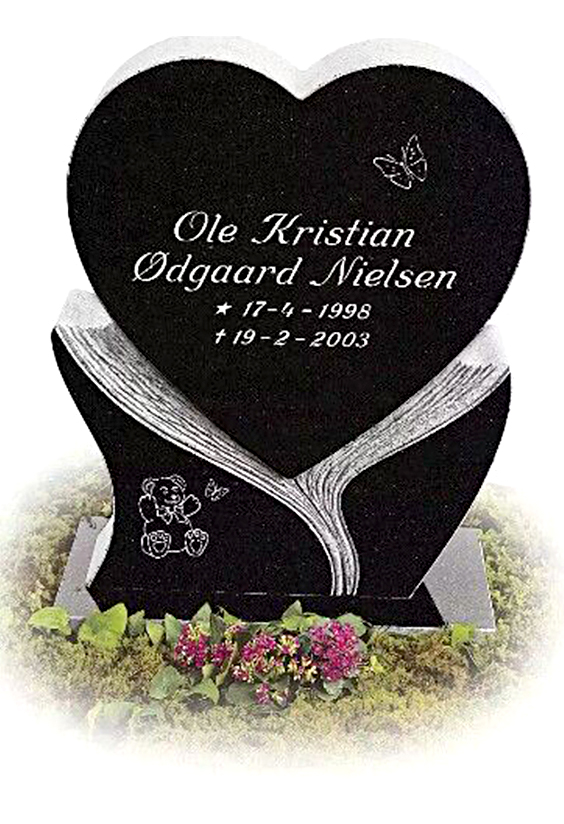 Ole Kristian
Ødgaard Nielsen
★ 17-4-1998
✝ 19-2-2003